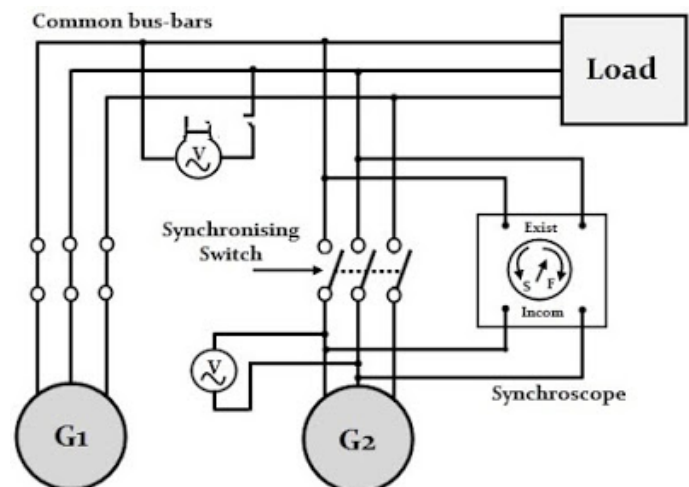 Common bus-bars
Load
V
Synchronising
Switch
Exist
S F
Incom
V
Synchroscope
G1
G2